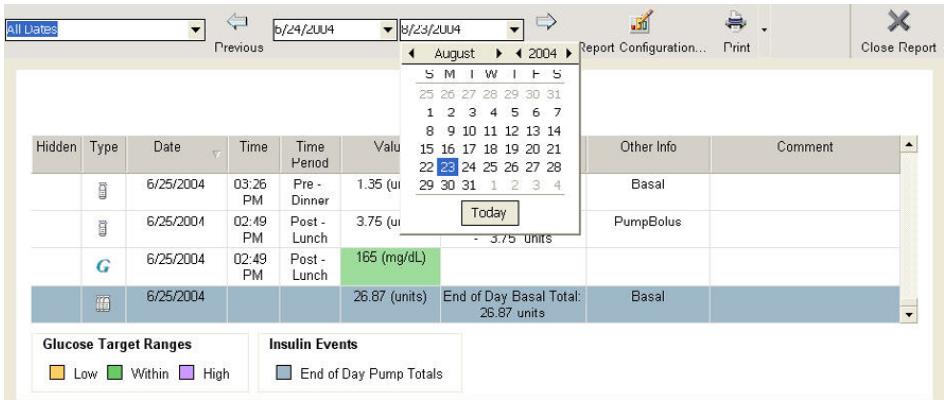 All Dates 6/24/2004 8/23/2004
Previous Report Configuration... Print Close Report
August 2004
S M T W T F S
25 26 27 28 29 30 31
1 2 3 4 5 6 7
8 9 10 11 12 13 14
15 16 17 18 19 20 21
22 23 24 25 26 27 28
29 30 31 1 2 3 4
Today
Hidden Type Date Time Time Period Valu Other Info Comment
6/25/2004 03:26 PM Pre - Dinner 1.35 (u Basal
6/25/2004 02:49 PM Post - Lunch 3.75 (u - 3.75 units PumpBolus
G 6/25/2004 02:49 PM Post - Lunch 165 (mg/dL)
6/25/2004 26.87 (units) End of Day Basal Total: 26.87 units Basal
Glucose Target Ranges Insulin Events
Low Within High End of Day Pump Totals